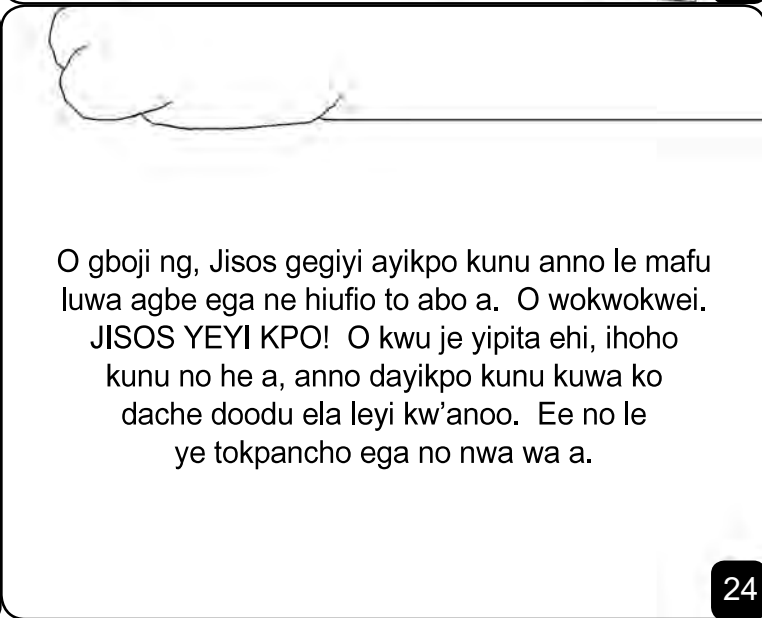 O gboji ng, Jisos gegiyi ayikpo kunu anno le mafu
luwa agbe ega ne hiufio to abo a. O wokwokwei.
JISOS YEYI KPO! O kwu je yipita ehi, ihoho
kunu no he a, anno dayikpo kunu kuwa ko
dache doodu ela leyi kw'anoo. Ee no le
ye tokpancho ega no nwa wa a.
24